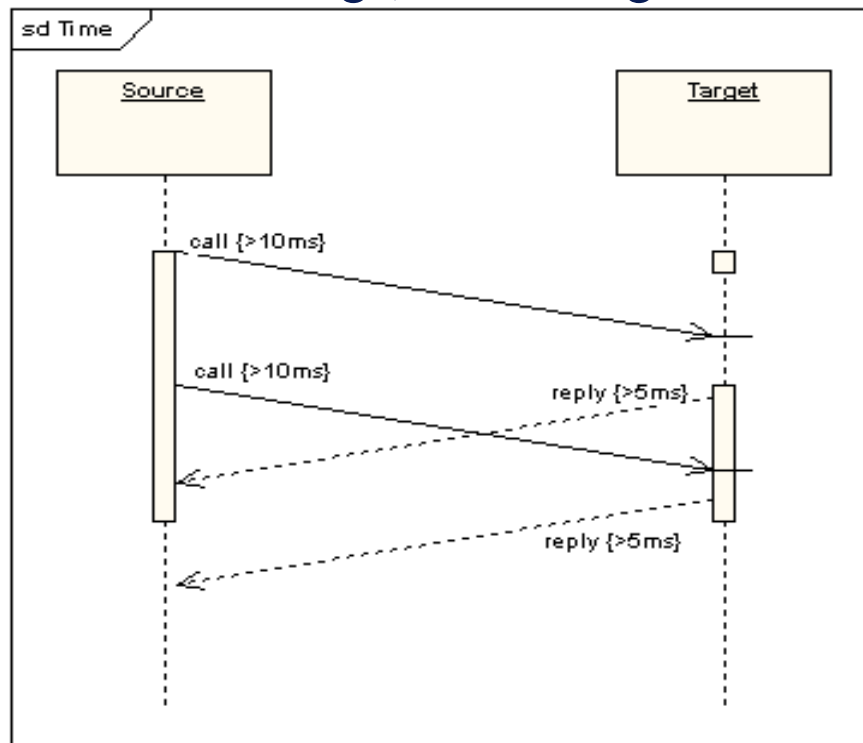 sd Time
Source
Target
call {>10ms}
call {>10ms}
reply {>5ms}
reply {>5ms}